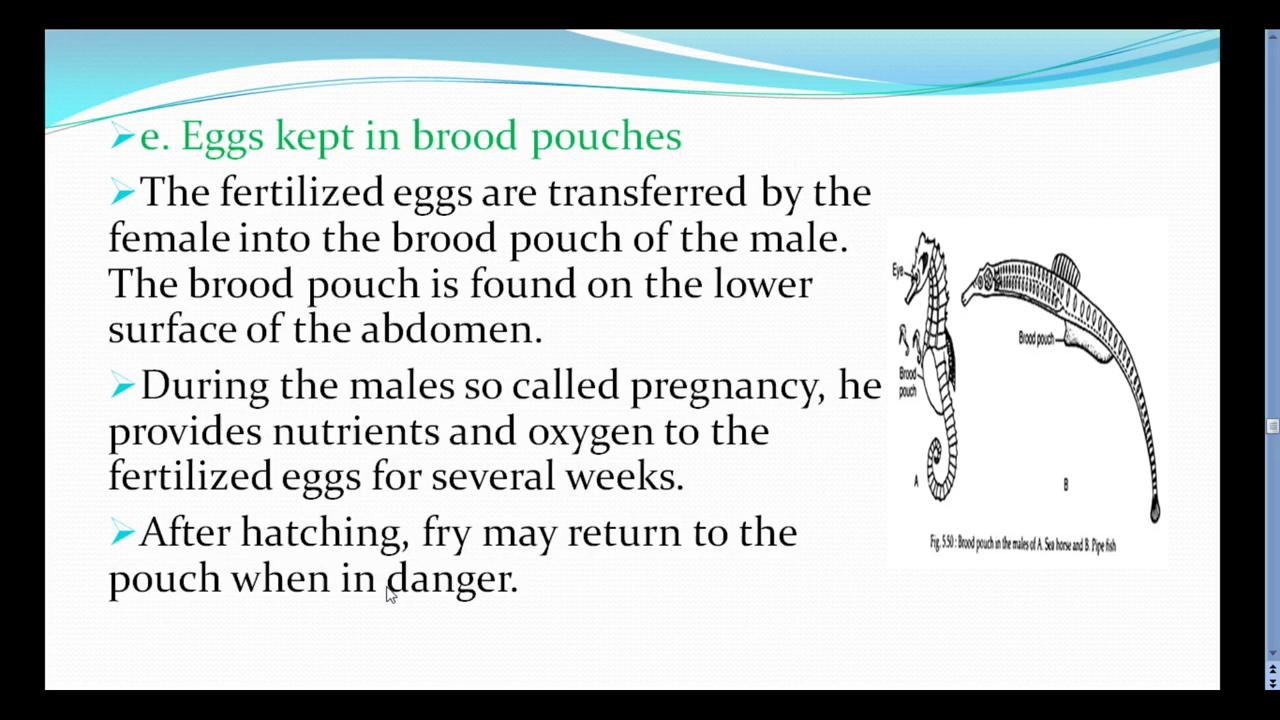 e. Eggs kept in brood pouches
The fertilized eggs are transferred by the
female into the brood pouch of the male.
The brood pouch is found on the lower
surface of the abdomen.
During the males so called pregnancy, he
provides nutrients and oxygen to the
fertilized eggs for several weeks.
After hatching, fry may return to the
pouch when in danger.
Eye
Brood
pouch
A
Brood pouch
B
Fig. 5.50 : Brood pouch in the males of A. Sea horse and B. Pipe fish